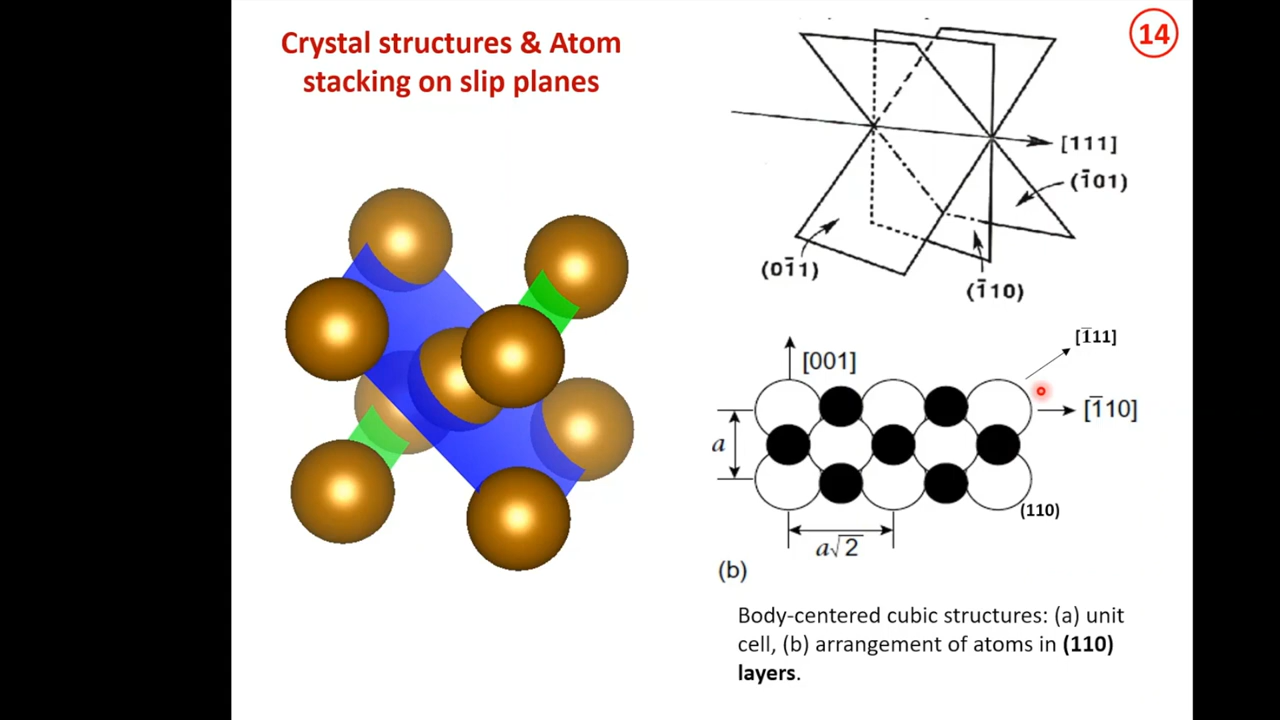 Crystal structures & Atom
stacking on slip planes
14
[111]
(1̄01)
(01̄1)
(1̄10)
[1̄11]
[001]
[1̄10]
a
(110)
a√2
(b)
Body-centered cubic structures: (a) unit
cell, (b) arrangement of atoms in (110)
layers.